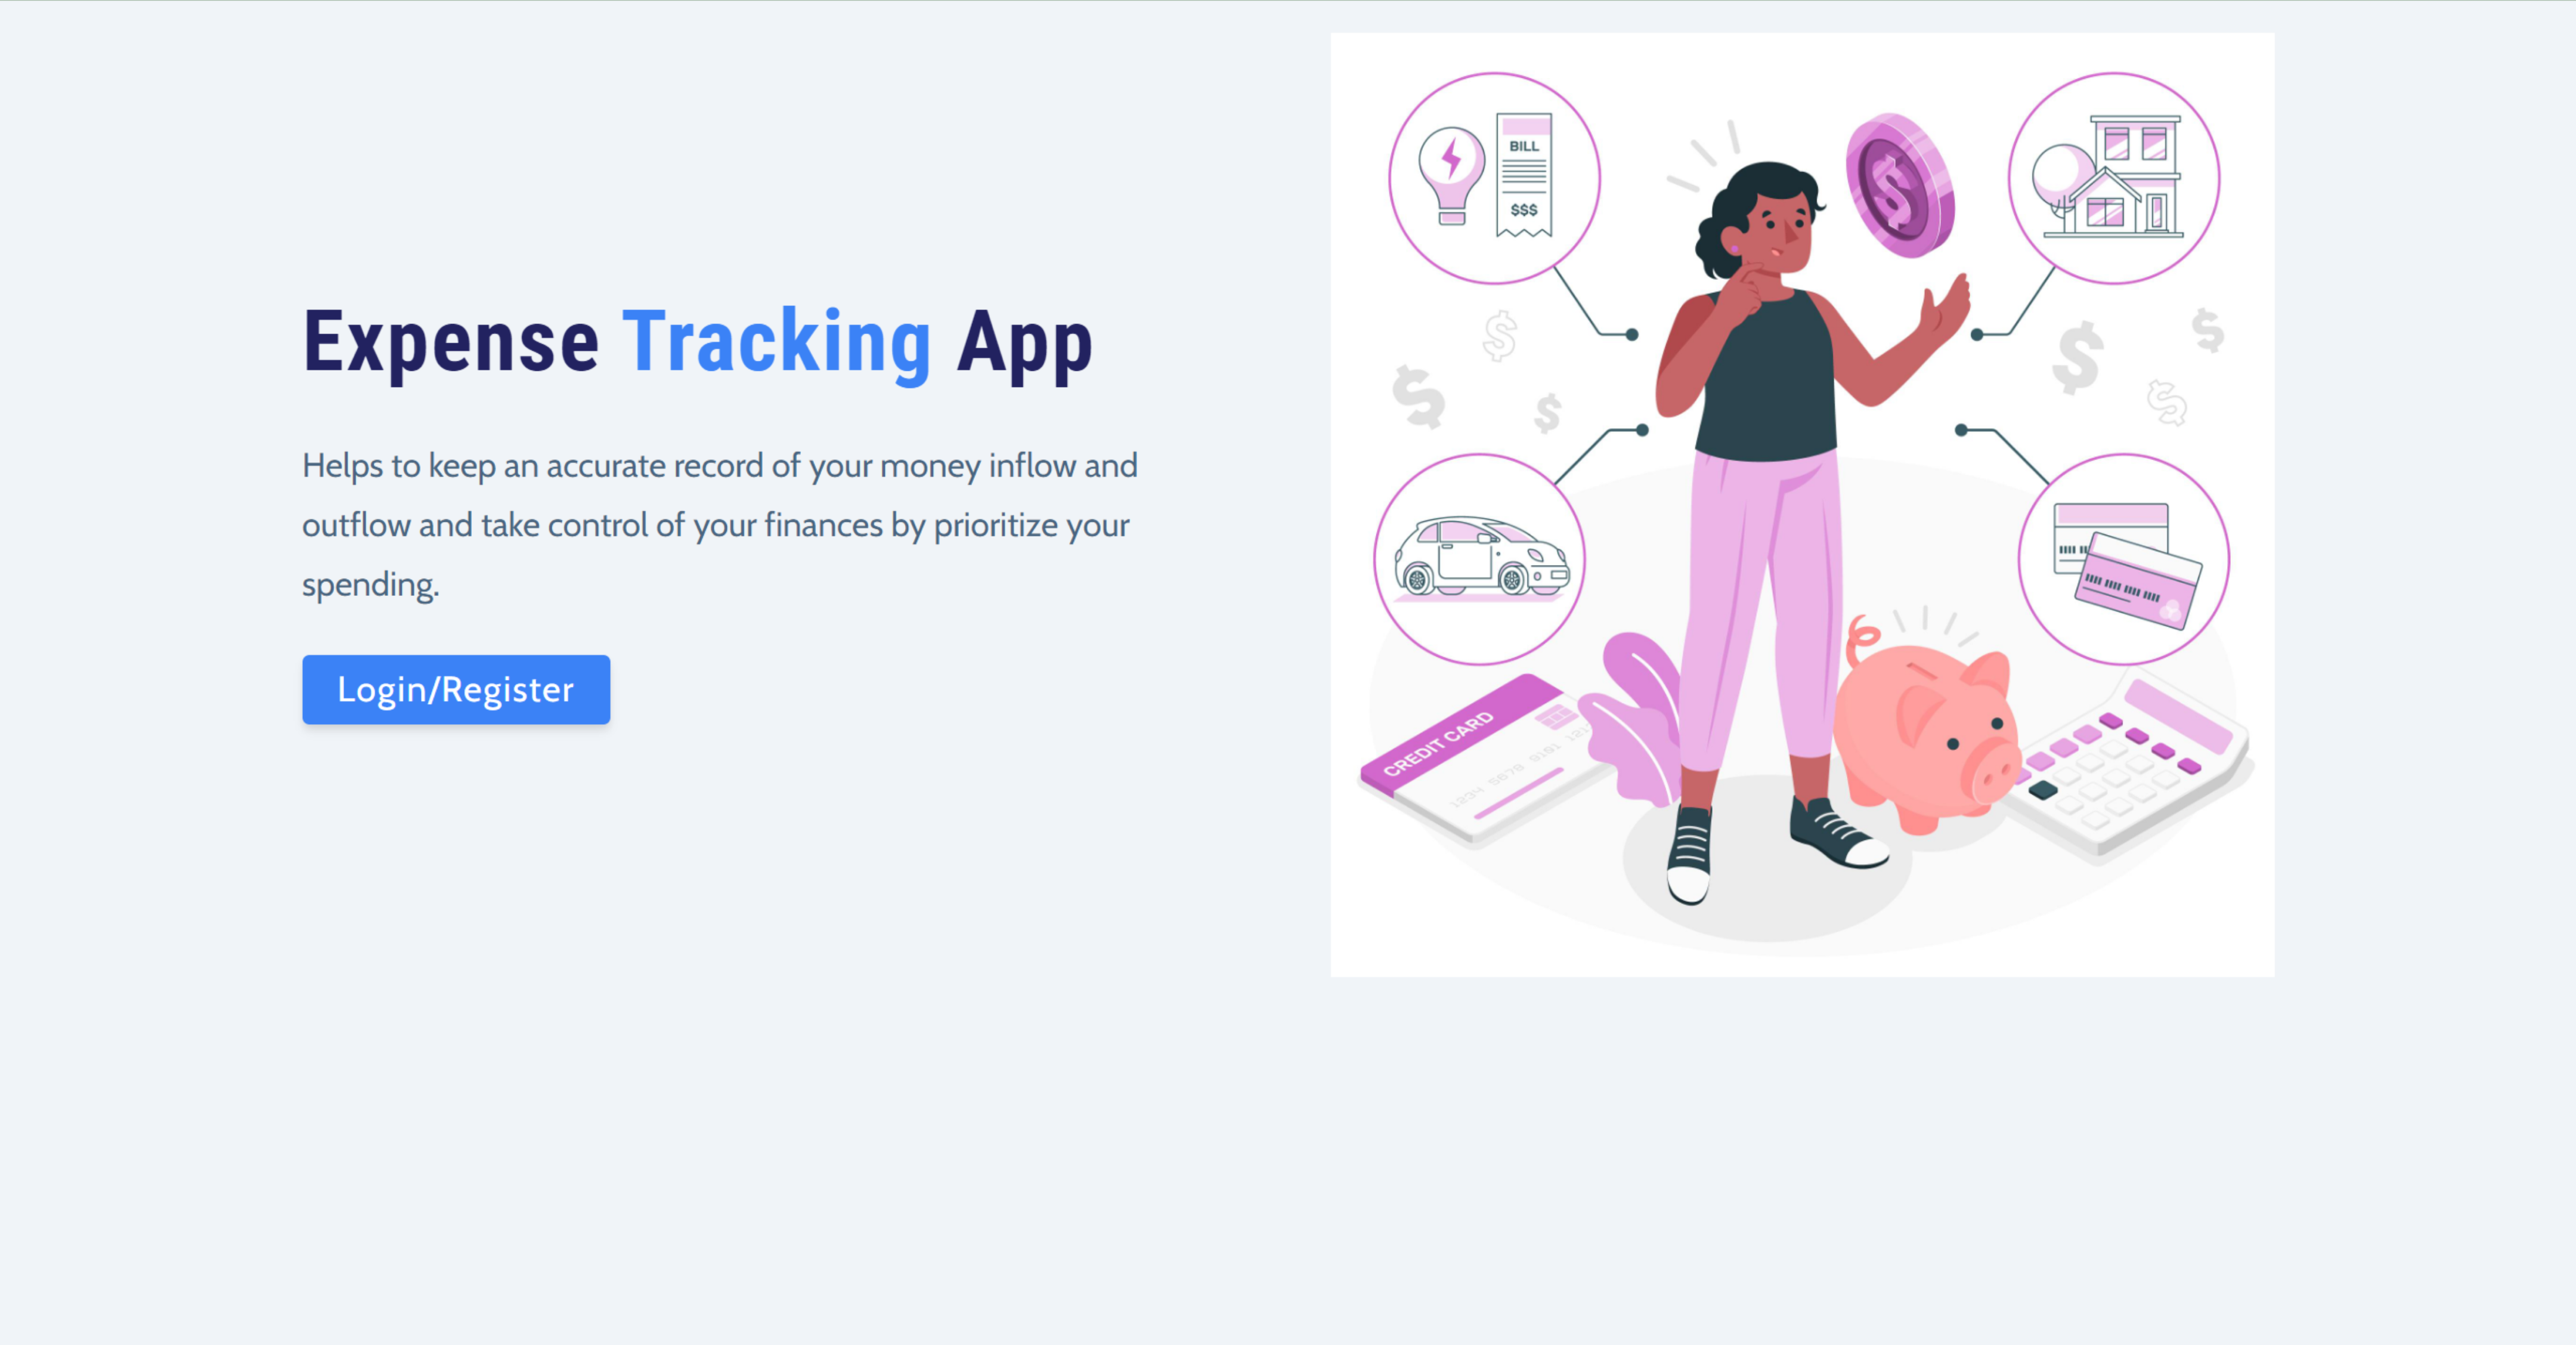 Expense Tracking App
Helps to keep an accurate record of your money inflow and
outflow and take control of your finances by prioritize your
spending.
Login/Register
BILL
$$$
CREDIT CARD
1234 5678 9101